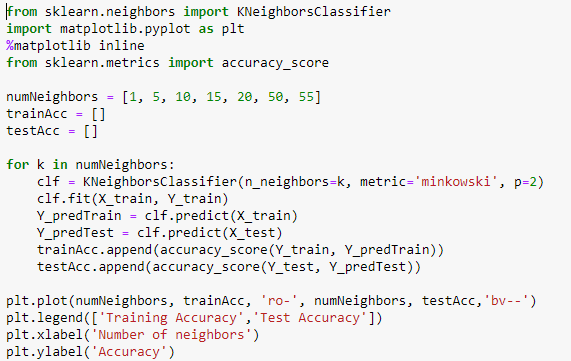 from sklearn.neighbors import KNeighborsClassifier
import matplotlib.pyplot as plt
%matplotlib inline
from sklearn.metrics import accuracy_score

numNeighbors = [1, 5, 10, 15, 20, 50, 55]
trainAcc = []
testAcc = []

for k in numNeighbors:
    clf = KNeighborsClassifier(n_neighbors=k, metric='minkowski', p=2)
    clf.fit(X_train, Y_train)
    Y_predTrain = clf.predict(X_train)
    Y_predTest = clf.predict(X_test)
    trainAcc.append(accuracy_score(Y_train, Y_predTrain))
    testAcc.append(accuracy_score(Y_test, Y_predTest))

plt.plot(numNeighbors, trainAcc, 'ro-', numNeighbors, testAcc,'bv--')
plt.legend(['Training Accuracy','Test Accuracy'])
plt.xlabel('Number of neighbors')
plt.ylabel('Accuracy')